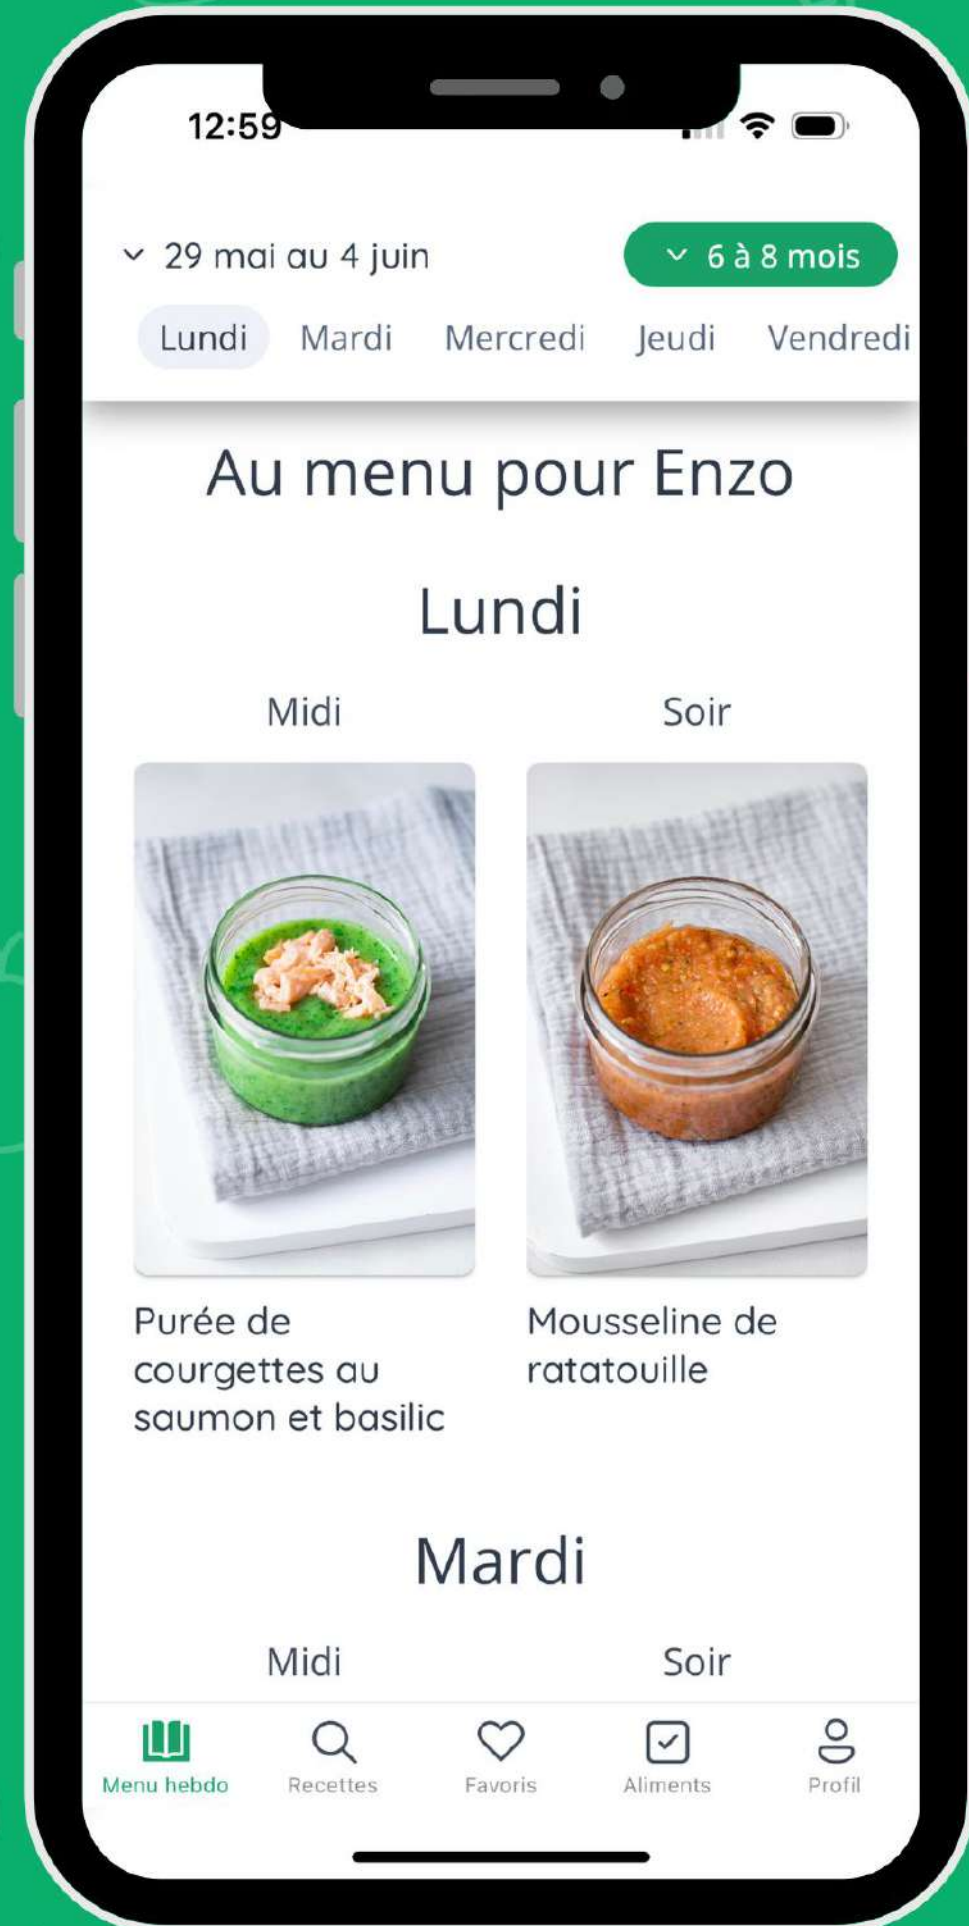 12:59
29 mai au 4 juin
6 à 8 mois
Lundi Mardi Mercredi Jeudi Vendredi
Au menu pour Enzo
Lundi
Midi Soir
Purée de
courgettes au
saumon et basilic
Mousseline de
ratatouille
Mardi
Midi Soir
Menu hebdo Recettes Favoris Aliments Profil